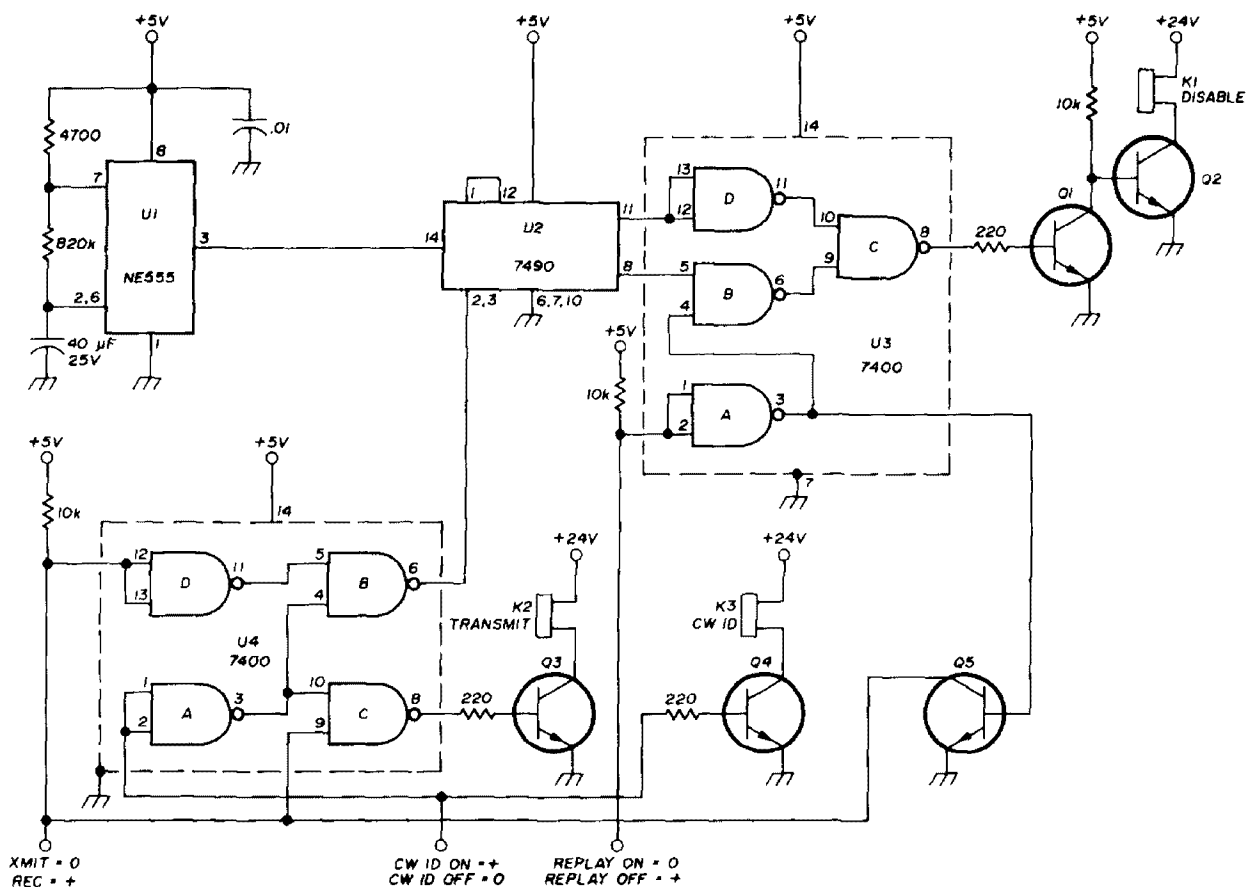 +5V
+5V
+5V
+5V
+24V
K1
DISABLE
10k
4700
.01
8
7
U1
820k
3
NE555
2,6
1
40 µF
25V
1
12
14
U2
7490
11
8
2,3
6,7,10
14
13
12
D
11
10
9
C
8
5
4
B
6
U3
7400
1
2
A
3
7
220
Q1
Q2
+5V
10k
+5V
10k
+5V
14
12
13
D
11
5
4
B
6
U4
7400
1
2
A
3
10
9
C
8
220
+24V
K2
TRANSMIT
Q3
+24V
K3
CW ID
220
Q4
Q5
XMIT = 0
REC = +
CW ID ON = +
CW ID OFF = 0
REPLAY ON = 0
REPLAY OFF = +